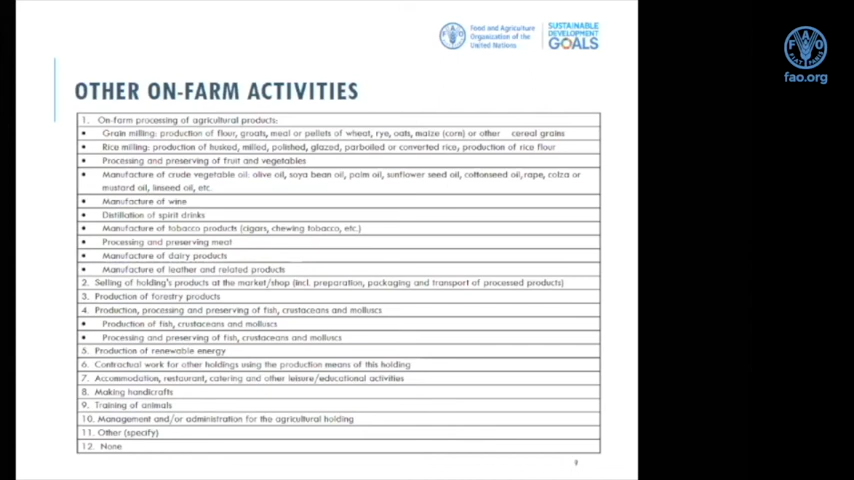 Food and Agriculture
Organization of the
United Nations
SUSTAINABLE
DEVELOPMENT
GOALS
F A O
FIAT PANIS
fao.org
OTHER ON-FARM ACTIVITIES
1. On-farm processing of agricultural products:
• Grain milling: production of flour, groats, meal or pellets of wheat, rye, oats, maize (corn) or other cereal grains
• Rice milling: production of husked, milled, polished, glazed, parboiled or converted rice; production of rice flour
• Processing and preserving of fruit and vegetables
• Manufacture of crude vegetable oil: olive oil, soya bean oil, palm oil, sunflower seed oil, cottonseed oil, rape, colza or
mustard oil, linseed oil, etc.
• Manufacture of wine
• Distillation of spirit drinks
• Manufacture of tobacco products (cigars, chewing tobacco, etc.)
• Processing and preserving meat
• Manufacture of dairy products
• Manufacture of leather and related products
2. Selling of holding's products at the market/shop (incl. preparation, packaging and transport of processed products)
3. Production of forestry products
4. Production, processing and preserving of fish, crustaceans and molluscs
• Production of fish, crustaceans and molluscs
• Processing and preserving of fish, crustaceans and molluscs
5. Production of renewable energy
6. Contractual work for other holdings using the production means of this holding
7. Accommodation, restaurant, catering and other leisure/educational activities
8. Making handicrafts
9. Training of animals
10. Management and/or administration for the agricultural holding
11. Other (specify)
12. None